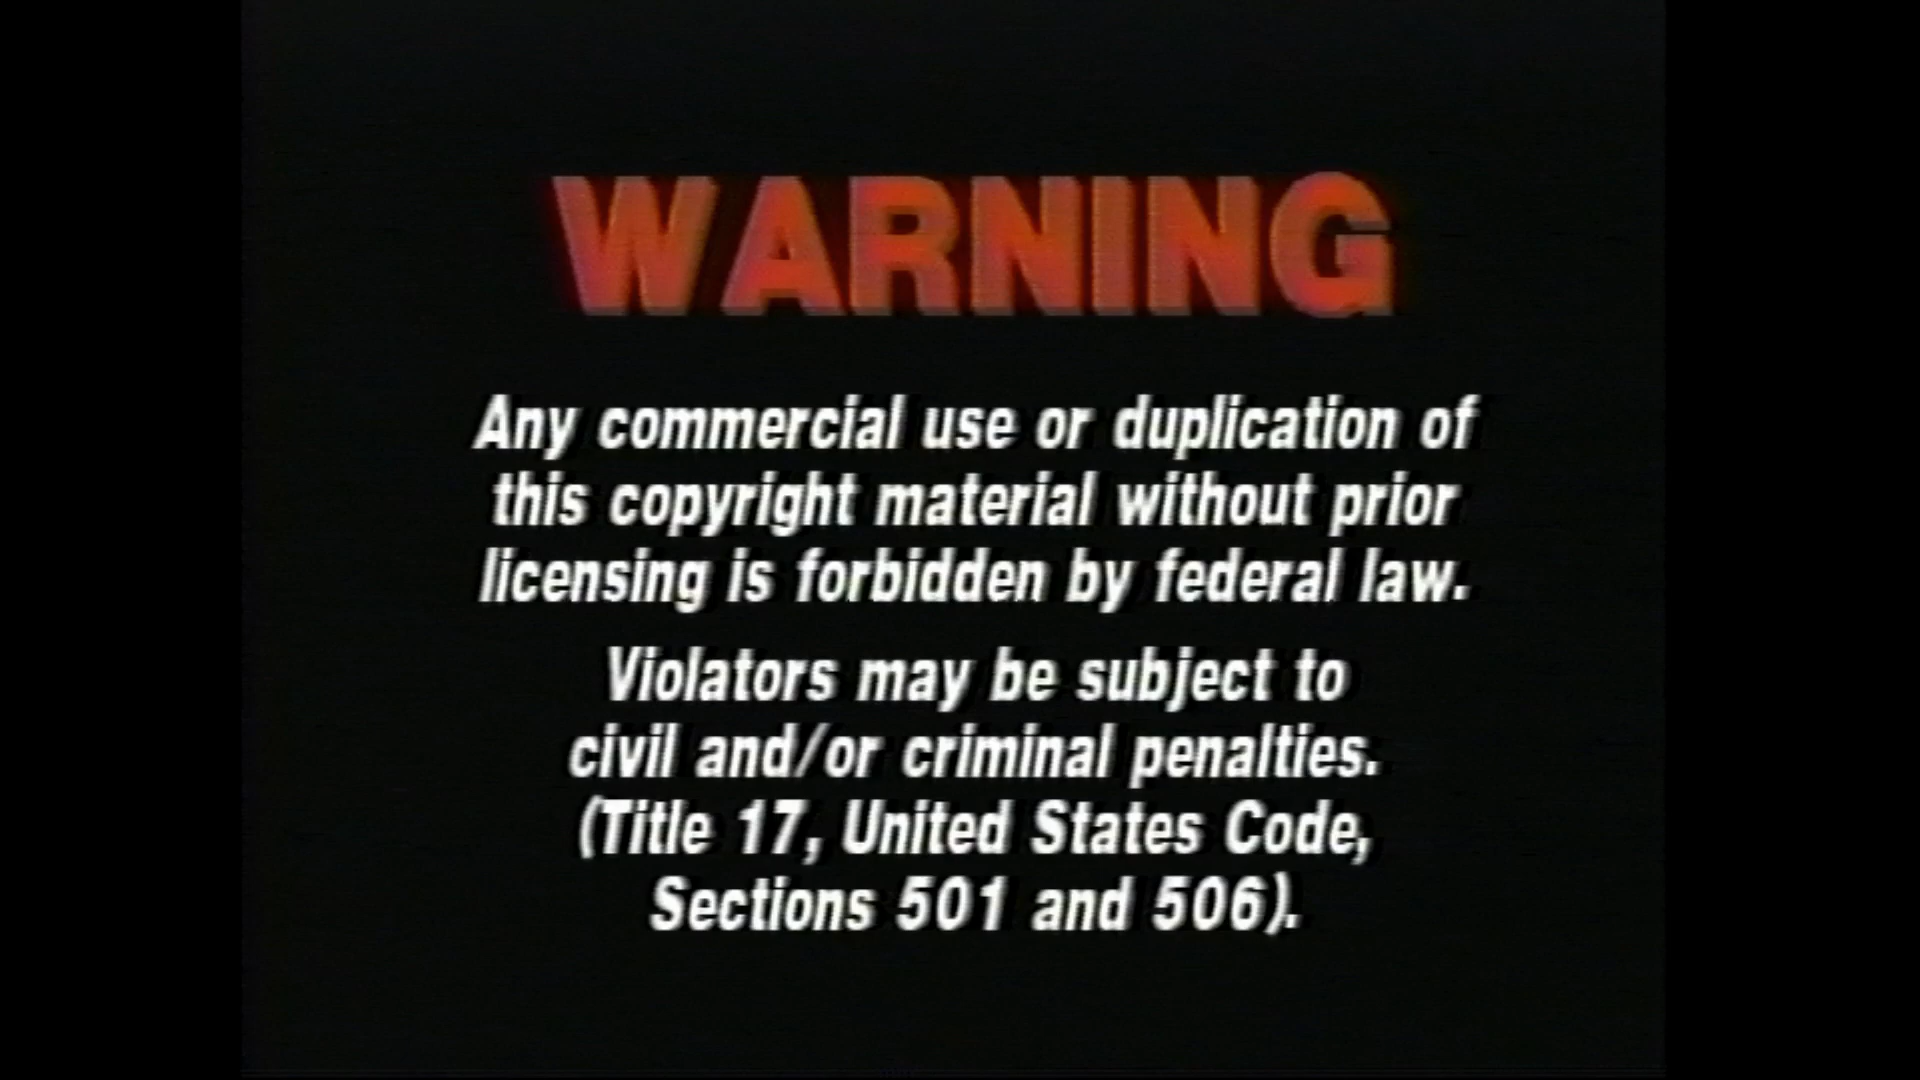 WARNING
Any commercial use or duplication of
this copyright material without prior
licensing is forbidden by federal law.
Violators may be subject to
civil and/or criminal penalties.
(Title 17, United States Code,
Sections 501 and 506).